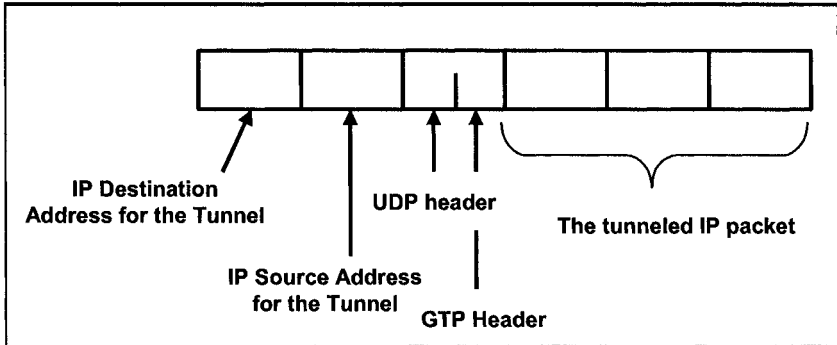 IP Destination
Address for the Tunnel
UDP header
The tunneled IP packet
IP Source Address
for the Tunnel
GTP Header